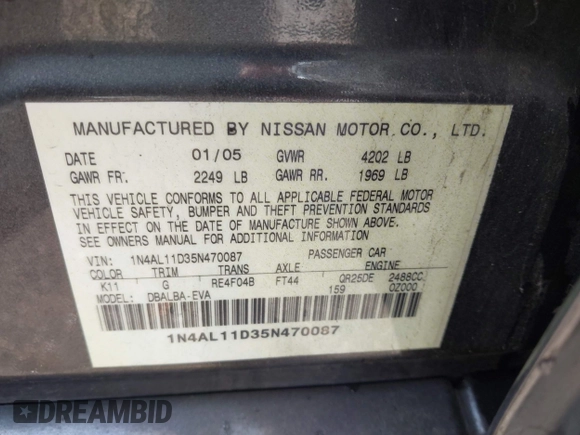 MANUFACTURED BY NISSAN MOTOR CO., LTD.
DATE 01/05 GVWR 4202 LB
GAWR FR. 2249 LB GAWR RR. 1969 LB
THIS VEHICLE CONFORMS TO ALL APPLICABLE FEDERAL MOTOR
VEHICLE SAFETY, BUMPER AND THEFT PREVENTION STANDARDS
IN EFFECT ON THE DATE OF MANUFACTURE SHOWN ABOVE.
SEE OWNERS MANUAL FOR ADDITIONAL INFORMATION
VIN: 1N4AL11D35N470087 PASSENGER CAR
COLOR TRIM TRANS AXLE ENGINE
K11 G RE4F04B FT44 QR25DE 2488CC
MODEL: DBALBA-EVA 159 0Z000
1N4AL11D35N470087
DREAMBID